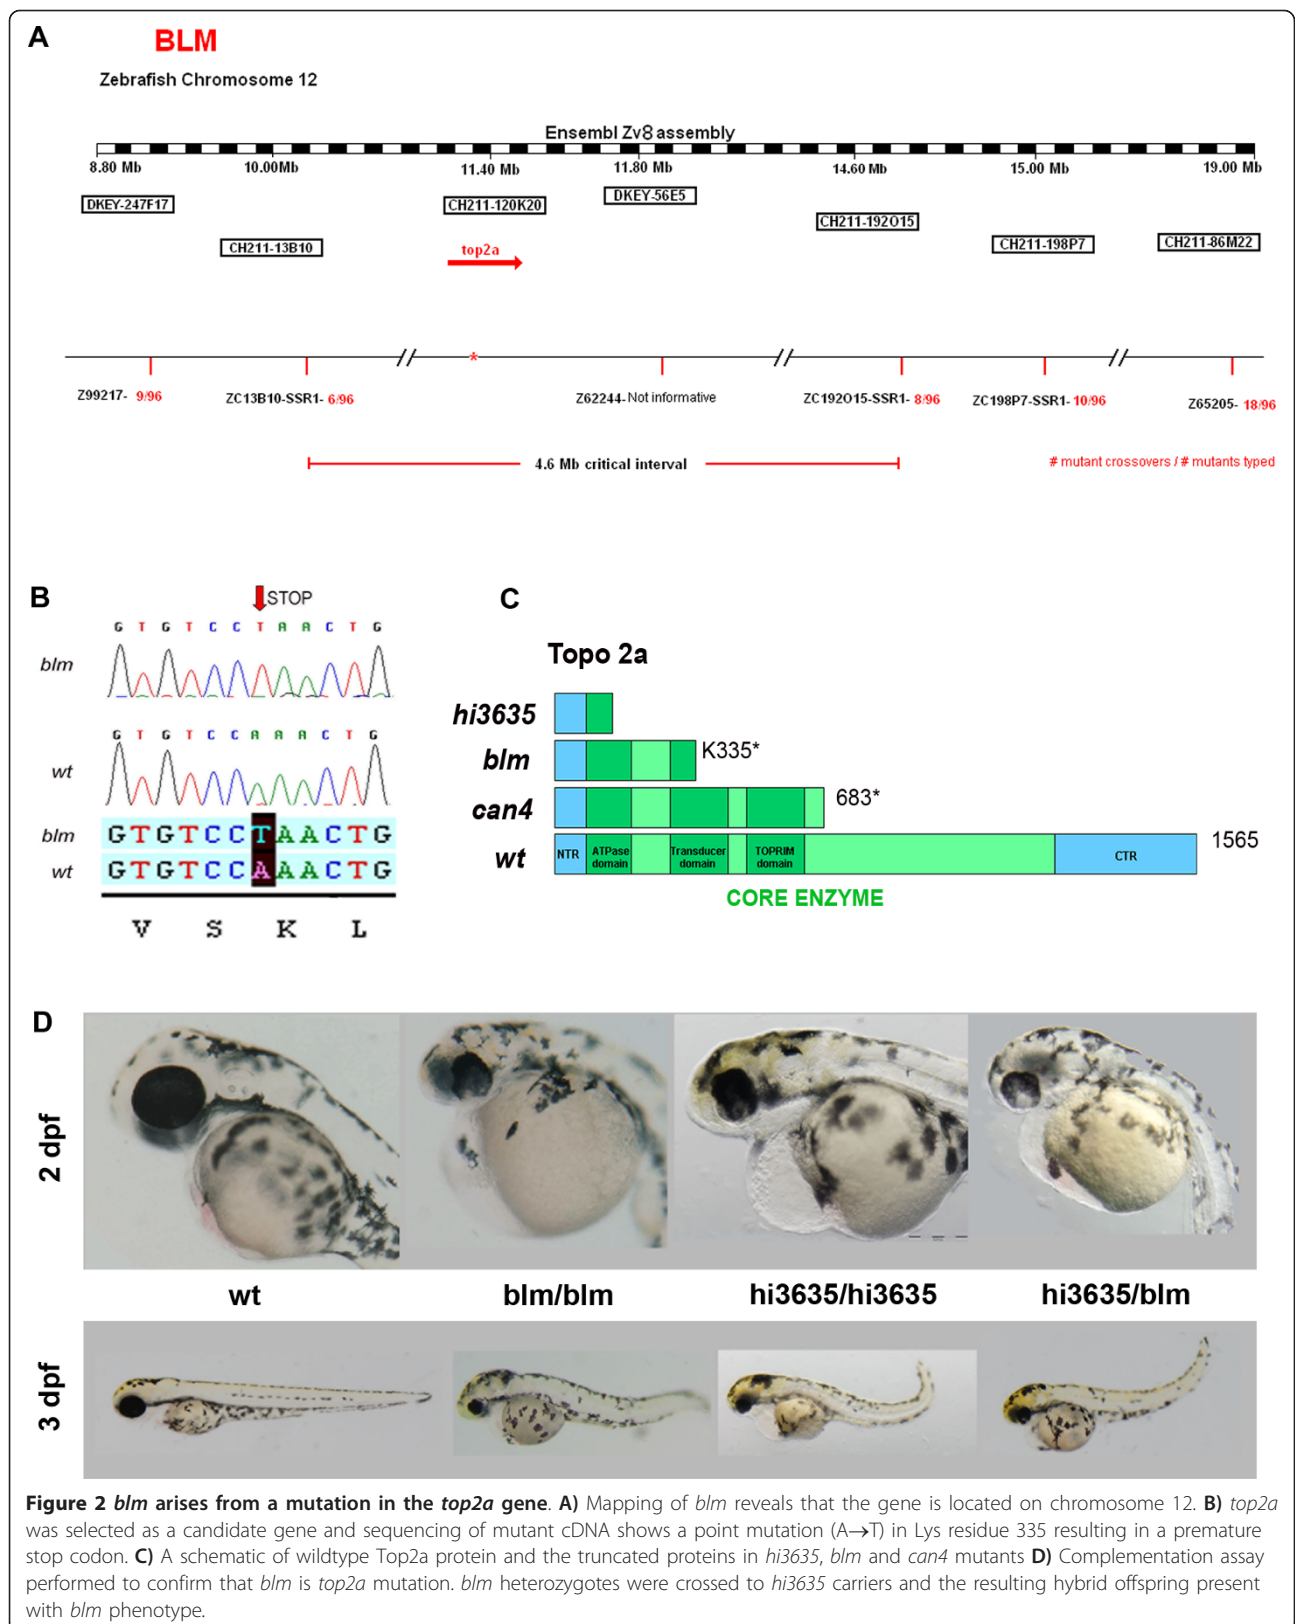 A
BLM
Zebrafish Chromosome 12
Ensembl Zv8 assembly
8.80 Mb 10.00Mb 11.40 Mb 11.80 Mb 14.60 Mb 15.00 Mb 19.00 Mb
DKEY-247F17 CH211-13B10 CH211-120K20 DKEY-56E5 CH211-192O15 CH211-198P7 CH211-86M22
top2a
*
Z99217- 9/96 ZC13B10-SSR1- 6/96 Z62244-Not informative ZC192O15-SSR1- 8/96 ZC198P7-SSR1- 10/96 Z65205- 18/96
4.6 Mb critical interval
# mutant crossovers / # mutants typed
B
STOP
G T G T C C T A A C T G
blm
G T G T C C A A A C T G
wt
blm GTGTCCTAACTG
wt GTGTCCAAACTG
V S K L
C
Topo 2a
hi3635
blm K335*
can4 683*
wt NTR ATPase domain Transducer domain TOPRIM domain CTR 1565
CORE ENZYME
D
2 dpf
wt blm/blm hi3635/hi3635 hi3635/blm
3 dpf
Figure 2 blm arises from a mutation in the top2a gene. A) Mapping of blm reveals that the gene is located on chromosome 12. B) top2a
was selected as a candidate gene and sequencing of mutant cDNA shows a point mutation (A→T) in Lys residue 335 resulting in a premature
stop codon. C) A schematic of wildtype Top2a protein and the truncated proteins in hi3635, blm and can4 mutants D) Complementation assay
performed to confirm that blm is top2a mutation. blm heterozygotes were crossed to hi3635 carriers and the resulting hybrid offspring present
with blm phenotype.